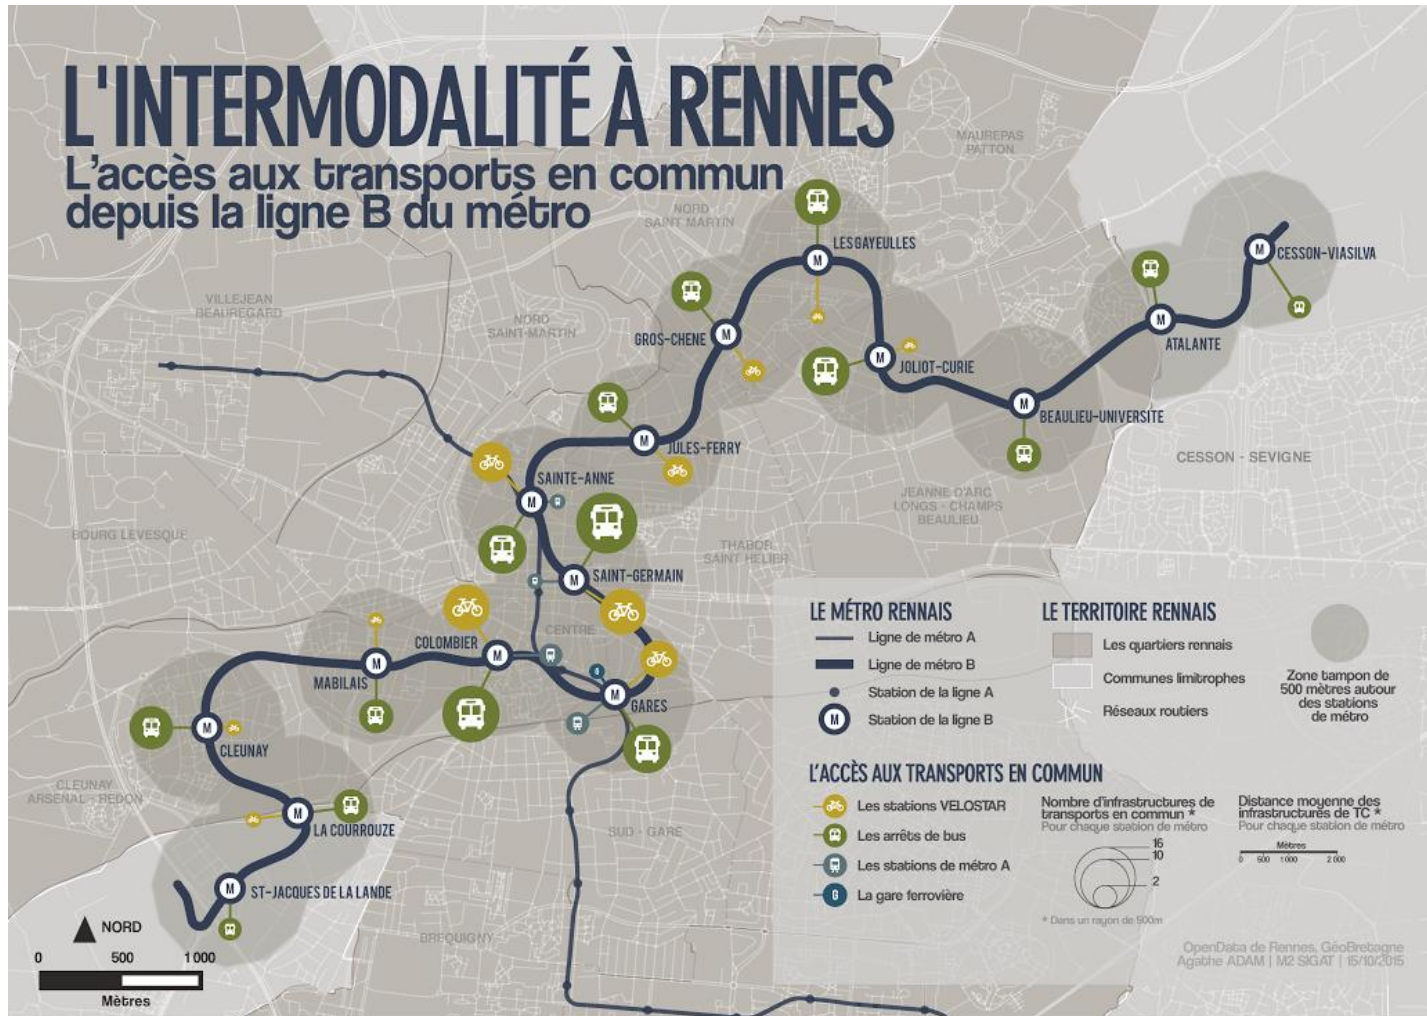 L'INTERMODALITÉ À RENNES
L'accès aux transports en commun
depuis la ligne B du métro
MAUREPAS
PATTON
NORD
SAINT MARTIN
LES GAYEULLES
CESSON-VIASILVA
VILLEJEAN
BEAUREGARD
NORD
SAINT-MARTIN
GROS-CHENE
ATALANTE
JOLIOT-CURIE
BEAULIEU-UNIVERSITE
JULES-FERRY
CESSON - SEVIGNE
SAINTE-ANNE
JEANNE D'ARC
LONGS - CHAMPS
BEAULIEU
BOURG LEVESQUE
THABOR
SAINT HELIER
SAINT-GERMAIN
CENTRE
COLOMBIER
MABILAIS
GARES
CLEUNAY
CLEUNAY
ARSENAL - REDON
LA COURROUZE
SUD - GARE
ST-JACQUES DE LA LANDE
BREQUIGNY
NORD
0 500 1 000
Mètres
LE MÉTRO RENNAIS
Ligne de métro A
Ligne de métro B
Station de la ligne A
M Station de la ligne B
LE TERRITOIRE RENNAIS
Les quartiers rennais
Communes limitrophes
Réseaux routiers
Zone tampon de
500 mètres autour
des stations
de métro
L'ACCÈS AUX TRANSPORTS EN COMMUN
Les stations VELOSTAR
Les arrêts de bus
Les stations de métro A
G La gare ferrovière
Nombre d'infrastructures de
transports en commun *
Pour chaque station de métro
16
10
2
* Dans un rayon de 500m
Distance moyenne des
infrastructures de TC *
Pour chaque station de métro
Mètres
0 500 1 000 2 000
OpenData de Rennes, GéoBretagne
Agathe ADAM | M2 SIGAT | 15/10/2015